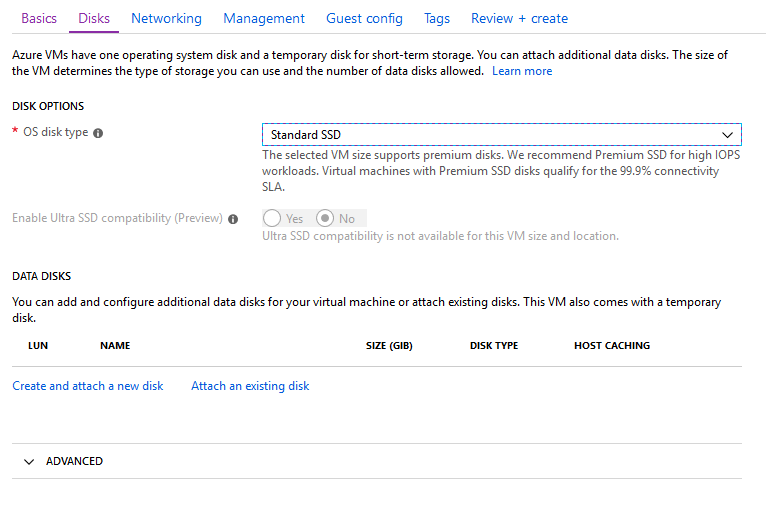 Basics Disks Networking Management Guest config Tags Review + create
Azure VMs have one operating system disk and a temporary disk for short-term storage. You can attach additional data disks. The size of
the VM determines the type of storage you can use and the number of data disks allowed. Learn more
DISK OPTIONS
* OS disk type
Standard SSD
The selected VM size supports premium disks. We recommend Premium SSD for high IOPS
workloads. Virtual machines with Premium SSD disks qualify for the 99.9% connectivity
SLA.
Enable Ultra SSD compatibility (Preview) Yes No
Ultra SSD compatibility is not available for this VM size and location.
DATA DISKS
You can add and configure additional data disks for your virtual machine or attach existing disks. This VM also comes with a temporary
disk.
LUN NAME SIZE (GIB) DISK TYPE HOST CACHING
Create and attach a new disk Attach an existing disk
ADVANCED